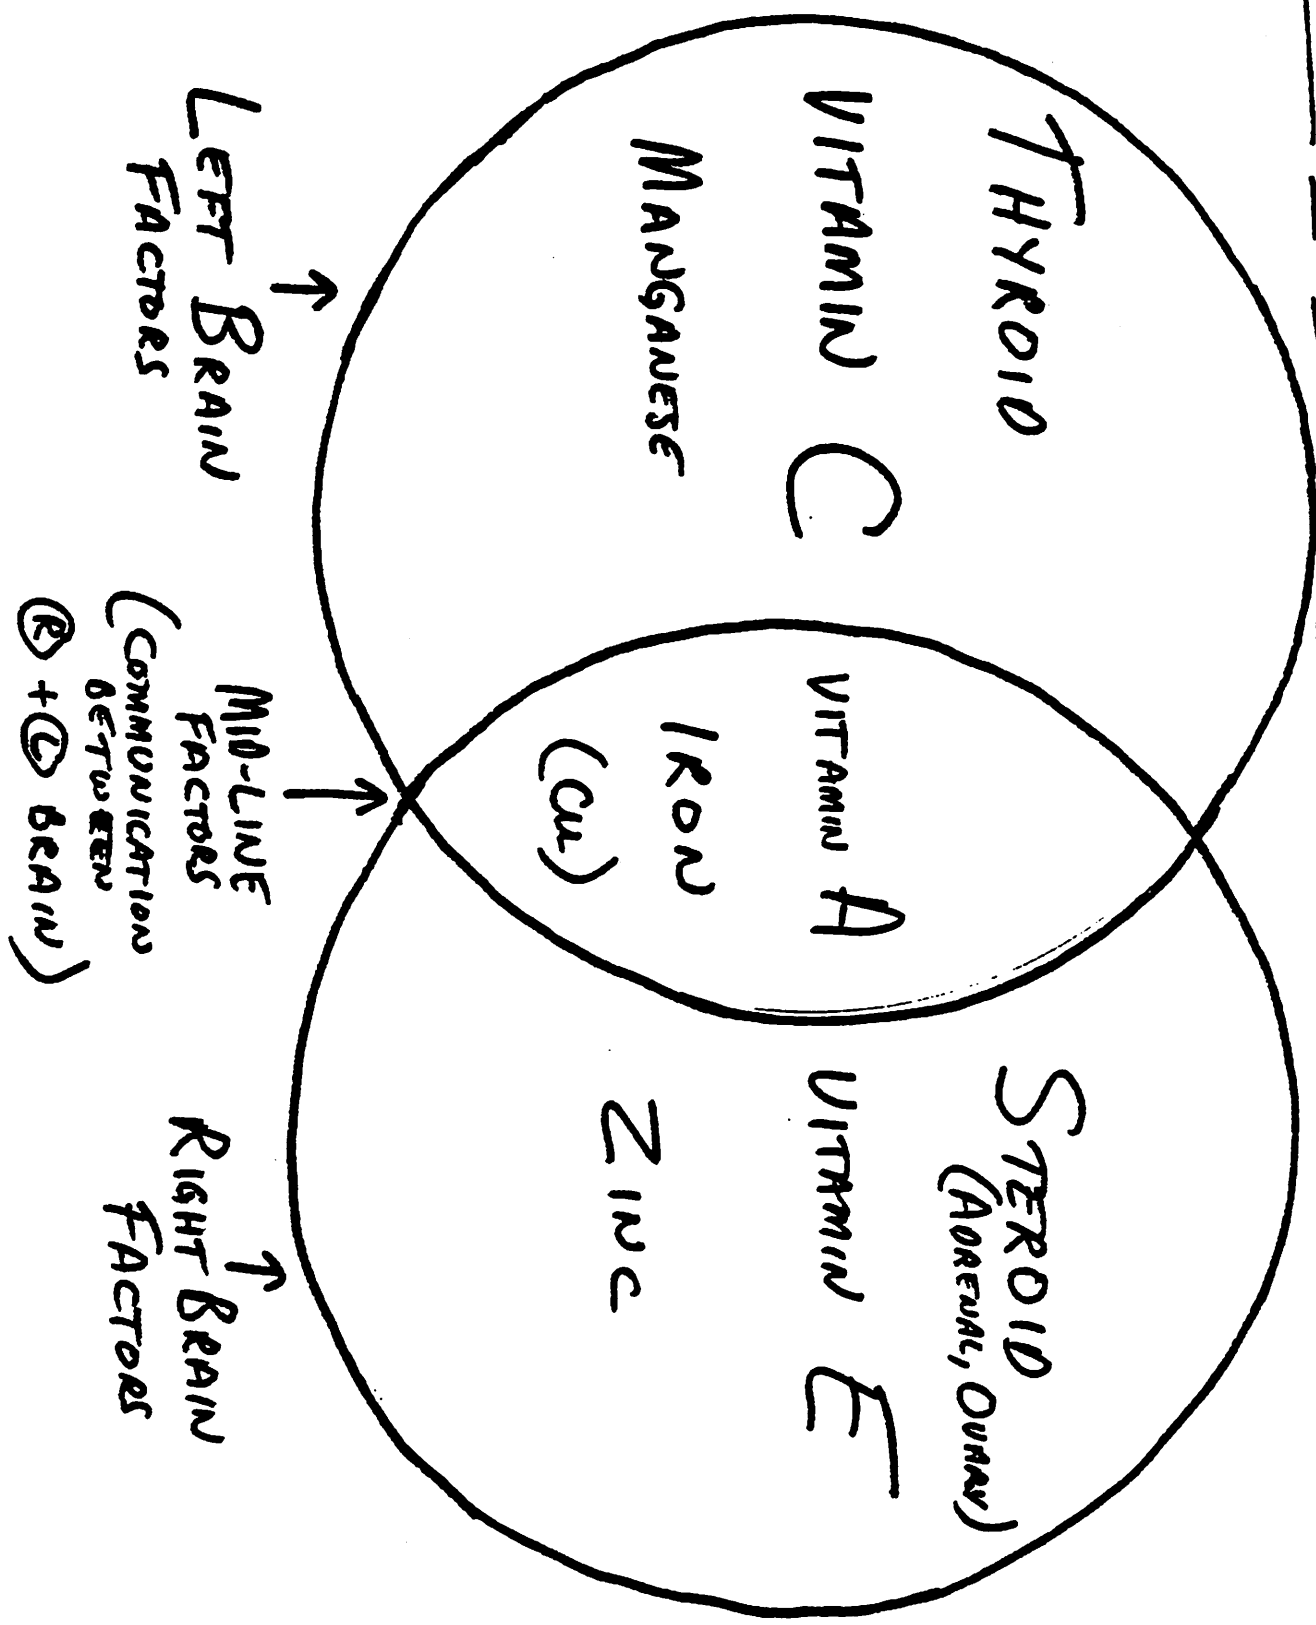 THYROID
VITAMIN C
MANGANESE
VITAMIN A
IRON
(Cu)
STEROID
(ADRENAL, OVARY)
VITAMIN E
ZINC
LEFT BRAIN
FACTORS
MID-LINE
FACTORS
(COMMUNICATION
BETWEEN
R + L BRAIN)
RIGHT BRAIN
FACTORS